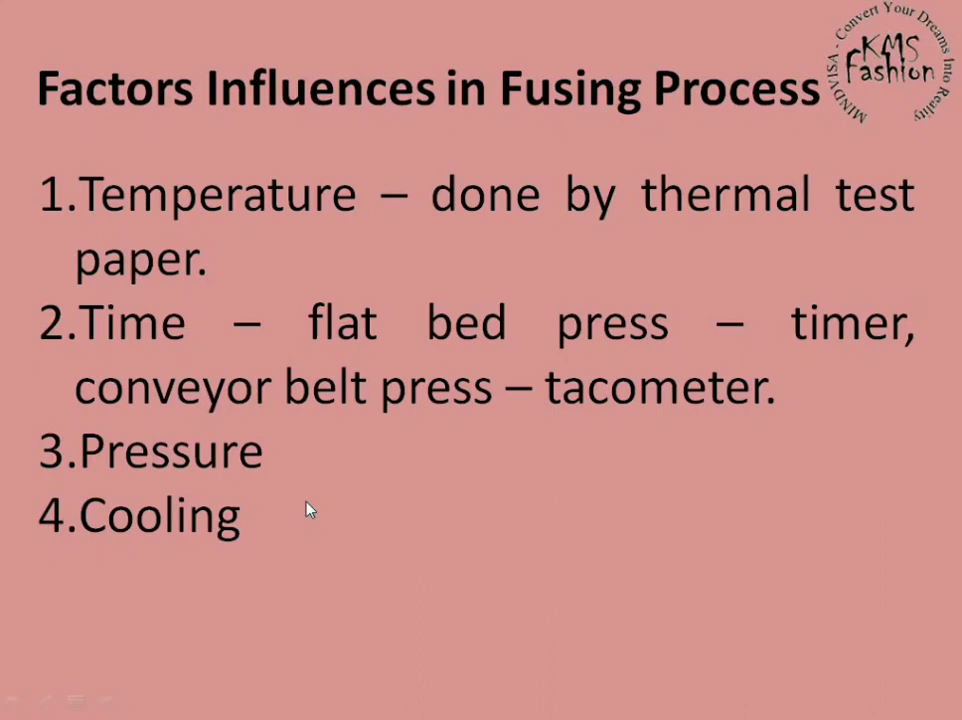 Factors Influences in Fusing Process
MINDVISA - Convert Your Dreams Into Reality
KMS
Fashion
1.Temperature – done by thermal test
paper.
2.Time – flat bed press – timer,
conveyor belt press – tacometer.
3.Pressure
4.Cooling